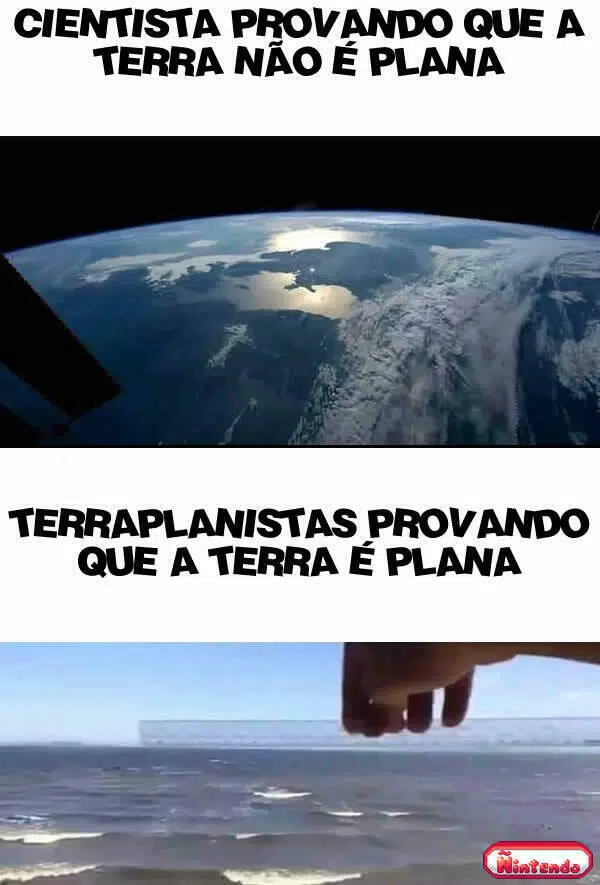 CIENTISTA PROVANDO QUE A
TERRA NÃO É PLANA
TERRAPLANISTAS PROVANDO
QUE A TERRA É PLANA
Ñintendo